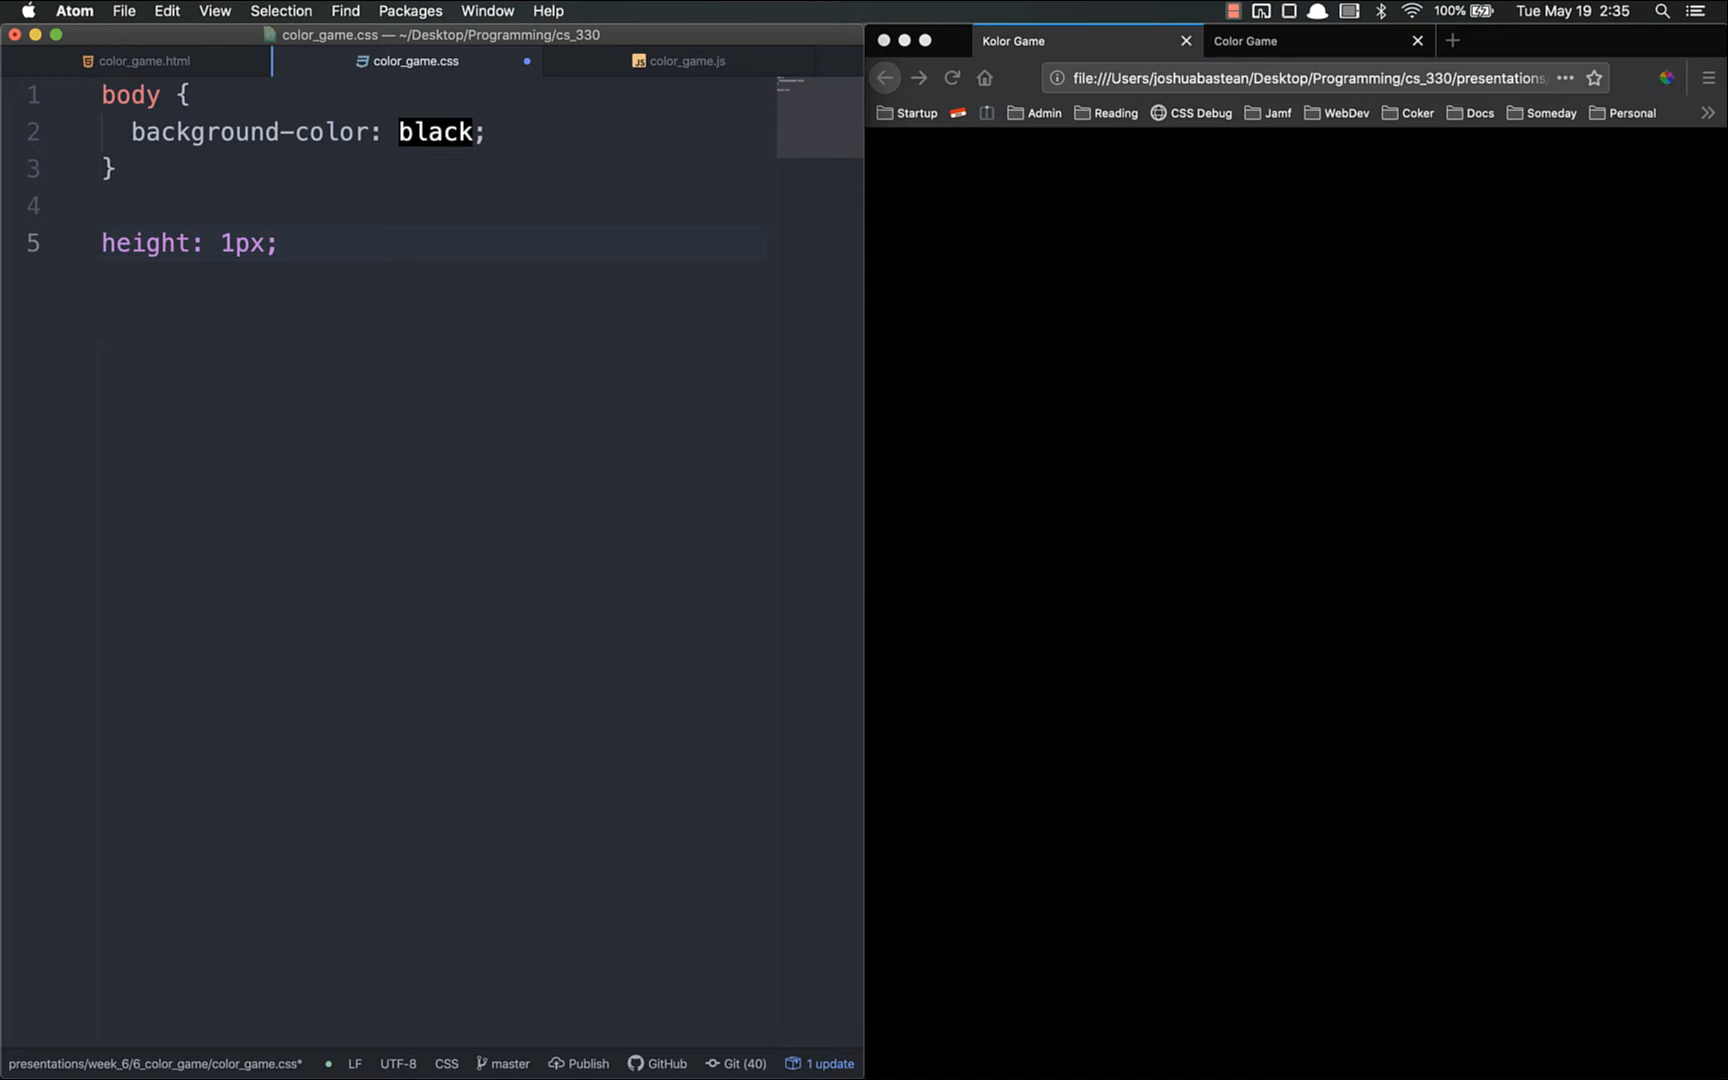 Atom File Edit View Selection Find Packages Window Help 100% Tue May 19 2:35
color_game.css — ~/Desktop/Programming/cs_330
color_game.html color_game.css color_game.js
1 body {
2 background-color: black;
3 }
4
5 height: 1px;
presentations/week_6/6_color_game/color_game.css* LF UTF-8 CSS master Publish GitHub Git (40) 1 update
Kolor Game Color Game
file:///Users/joshuabastean/Desktop/Programming/cs_330/presentations
Startup Admin Reading CSS Debug Jamf WebDev Coker Docs Someday Personal